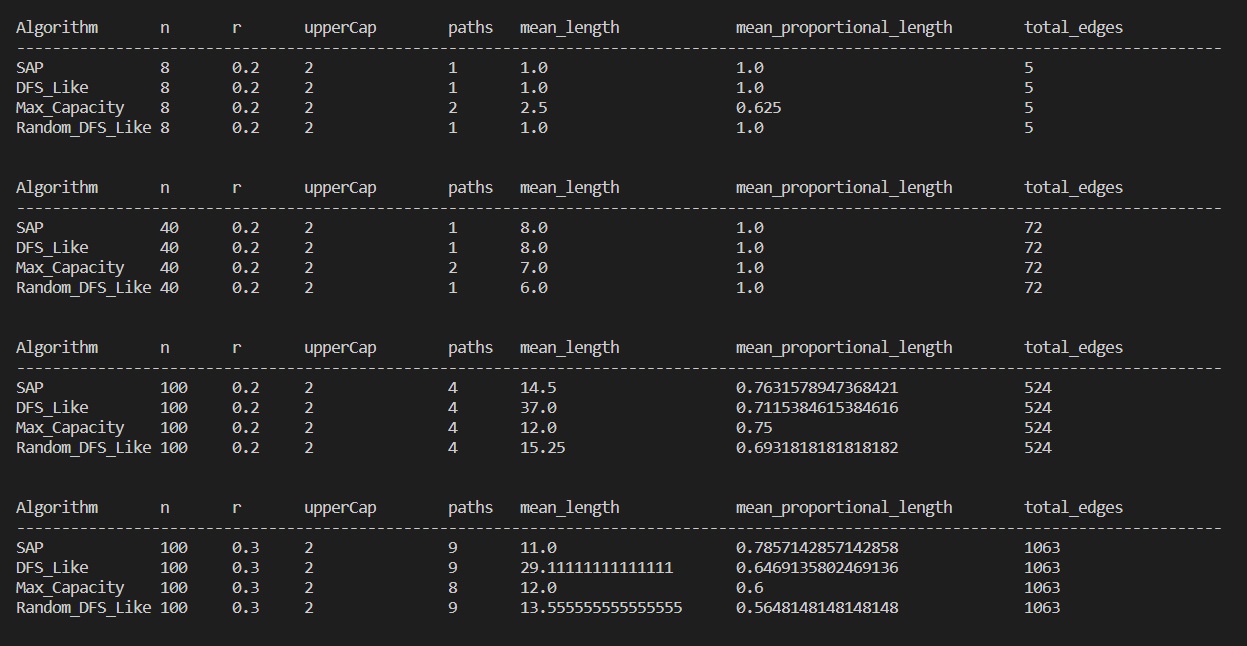 Algorithm n r upperCap paths mean_length mean_proportional_length total_edges
--------------------------------------------------------------------------------------------------------------------------------------
SAP 8 0.2 2 1 1.0 1.0 5
DFS_Like 8 0.2 2 1 1.0 1.0 5
Max_Capacity 8 0.2 2 2 2.5 0.625 5
Random_DFS_Like 8 0.2 2 1 1.0 1.0 5
Algorithm n r upperCap paths mean_length mean_proportional_length total_edges
--------------------------------------------------------------------------------------------------------------------------------------
SAP 40 0.2 2 1 8.0 1.0 72
DFS_Like 40 0.2 2 1 8.0 1.0 72
Max_Capacity 40 0.2 2 2 7.0 1.0 72
Random_DFS_Like 40 0.2 2 1 6.0 1.0 72
Algorithm n r upperCap paths mean_length mean_proportional_length total_edges
--------------------------------------------------------------------------------------------------------------------------------------
SAP 100 0.2 2 4 14.5 0.7631578947368421 524
DFS_Like 100 0.2 2 4 37.0 0.7115384615384616 524
Max_Capacity 100 0.2 2 4 12.0 0.75 524
Random_DFS_Like 100 0.2 2 4 15.25 0.6931818181818182 524
Algorithm n r upperCap paths mean_length mean_proportional_length total_edges
--------------------------------------------------------------------------------------------------------------------------------------
SAP 100 0.3 2 9 11.0 0.7857142857142858 1063
DFS_Like 100 0.3 2 9 29.11111111111111 0.6469135802469136 1063
Max_Capacity 100 0.3 2 8 12.0 0.6 1063
Random_DFS_Like 100 0.3 2 9 13.555555555555555 0.5648148148148148 1063